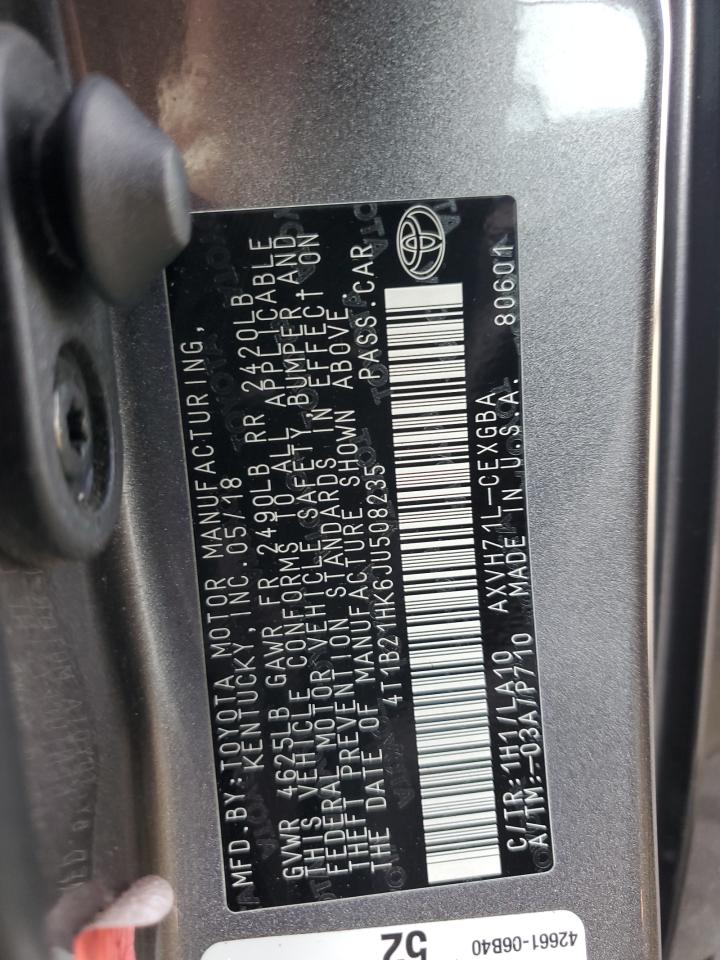 MFD.BY:TOYOTA MOTOR MANUFACTURING,
KENTUCKY, INC. 05/18
GVWR 4625LB GAWR FR 2490LB RR 2420LB
THIS VEHICLE CONFORMS TO ALL APPLICABLE
FEDERAL MOTOR VEHICLE SAFETY,BUMPER AND
THEFT PREVENTION STANDARDS IN EFFECT ON
THE DATE OF MANUFACTURE SHOWN ABOVE.
4T1B21HK6JU508235 PASS.CAR
C/TR:1H1/LA10 AXVH71L-CEXGBA 80601
A/TM:-03A/P710 MADE IN U.S.A.
52
42661-06B40